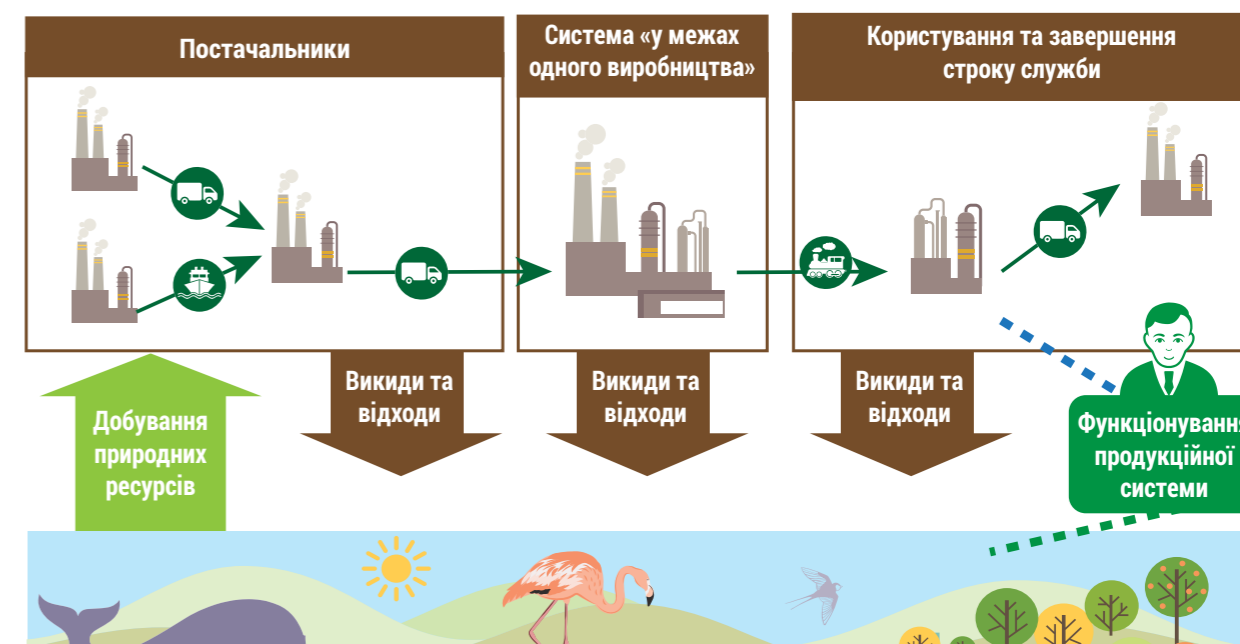 Постачальники
Система «у межах
одного виробництва»
Користування та завершення
строку служби
Добування
природних
ресурсів
Викиди та
відходи
Викиди та
відходи
Викиди та
відходи
Функціонування
продукційної
системи